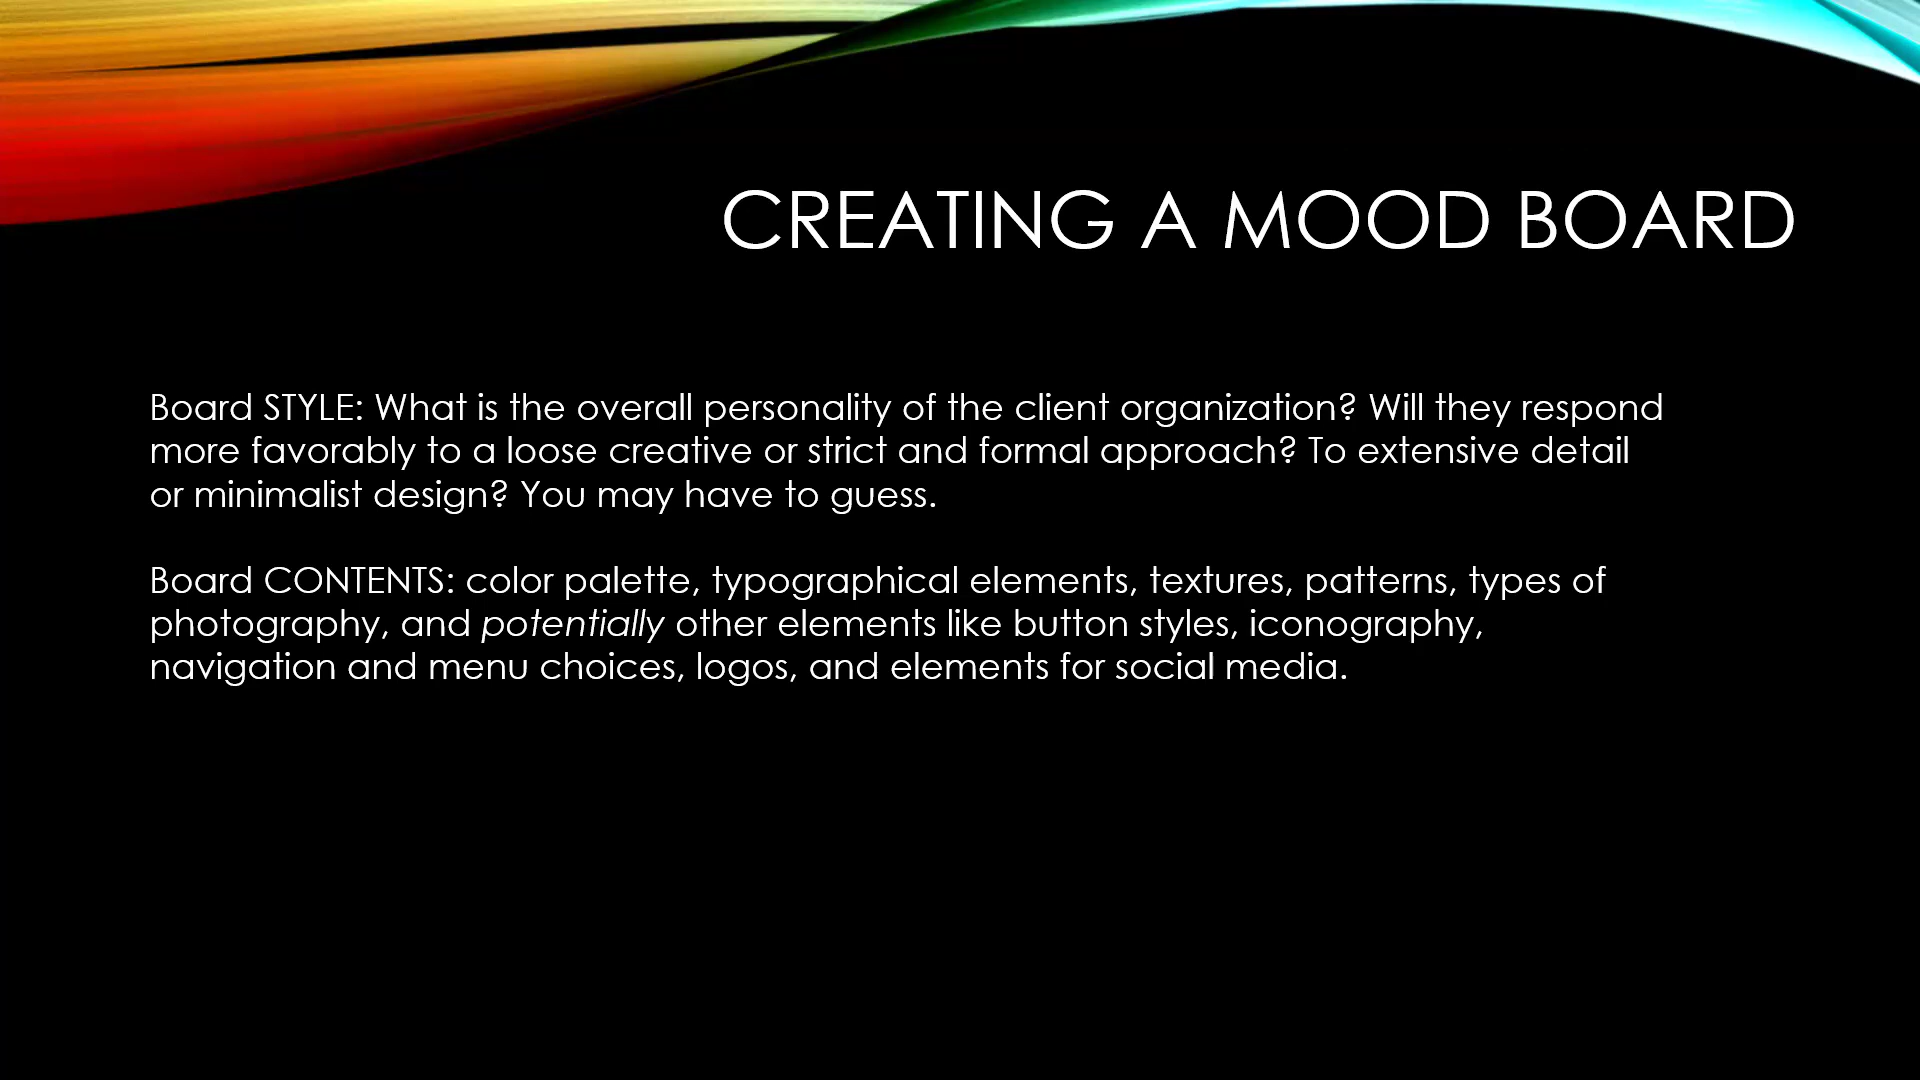 CREATING A MOOD BOARD
Board STYLE: What is the overall personality of the client organization? Will they respond
more favorably to a loose creative or strict and formal approach? To extensive detail
or minimalist design? You may have to guess.
Board CONTENTS: color palette, typographical elements, textures, patterns, types of
photography, and potentially other elements like button styles, iconography,
navigation and menu choices, logos, and elements for social media.